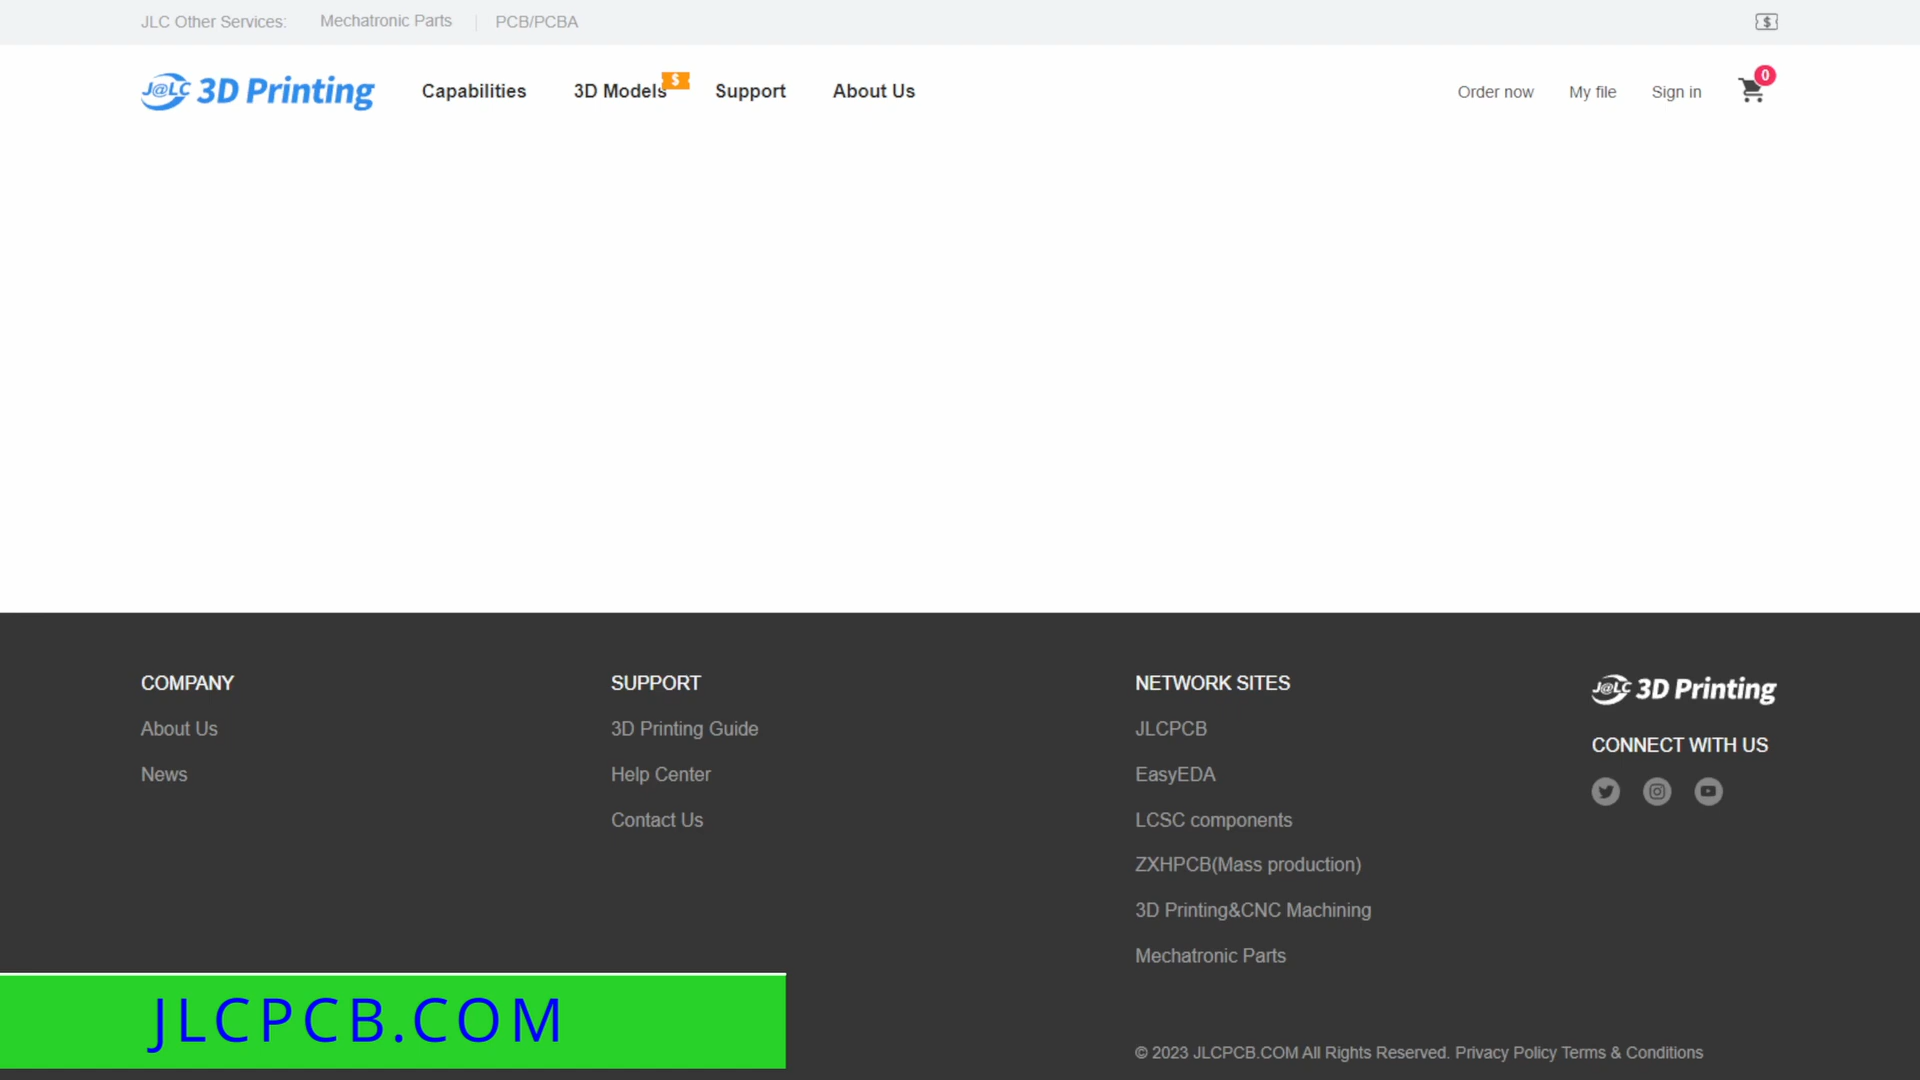 JLC Other Services: Mechatronic Parts PCB/PCBA $
J@LC 3D Printing Capabilities 3D Models $ Support About Us Order now My file Sign in 0
COMPANY
About Us
News
SUPPORT
3D Printing Guide
Help Center
Contact Us
NETWORK SITES
JLCPCB
EasyEDA
LCSC components
ZXHPCB(Mass production)
3D Printing&CNC Machining
Mechatronic Parts
J@LC 3D Printing
CONNECT WITH US
JLCPCB.COM
© 2023 JLCPCB.COM All Rights Reserved. Privacy Policy Terms & Conditions